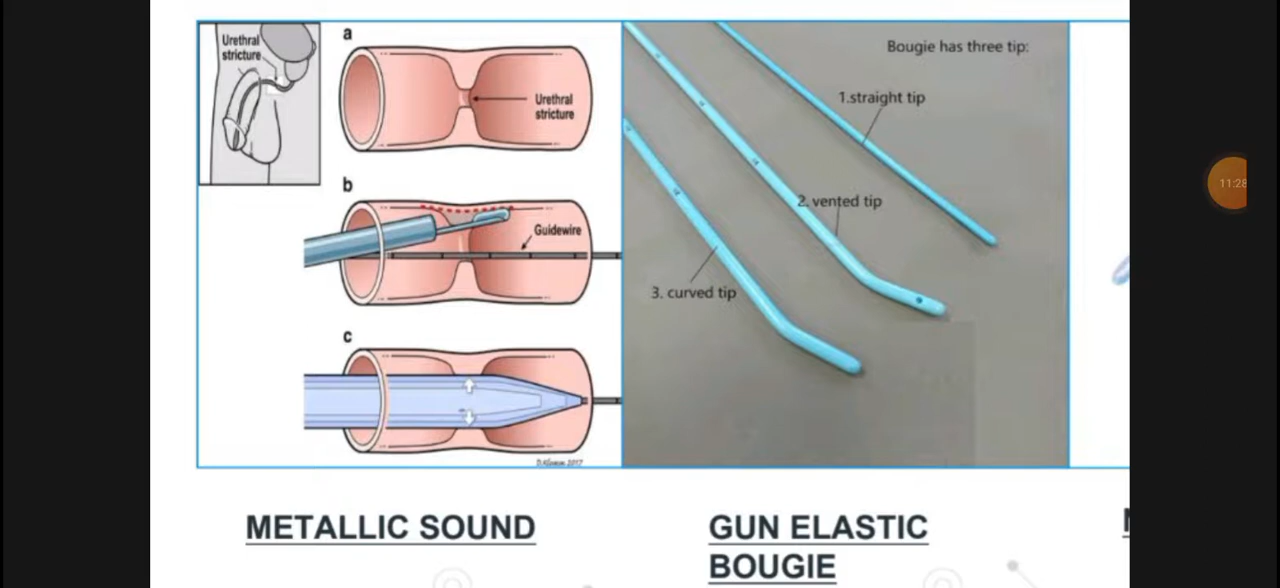 Urethral
stricture
a
Urethral
stricture
b
Guidewire
c
Bougie has three tip:
1.straight tip
2. vented tip
3. curved tip
11:28
METALLIC SOUND
GUN ELASTIC
BOUGIE